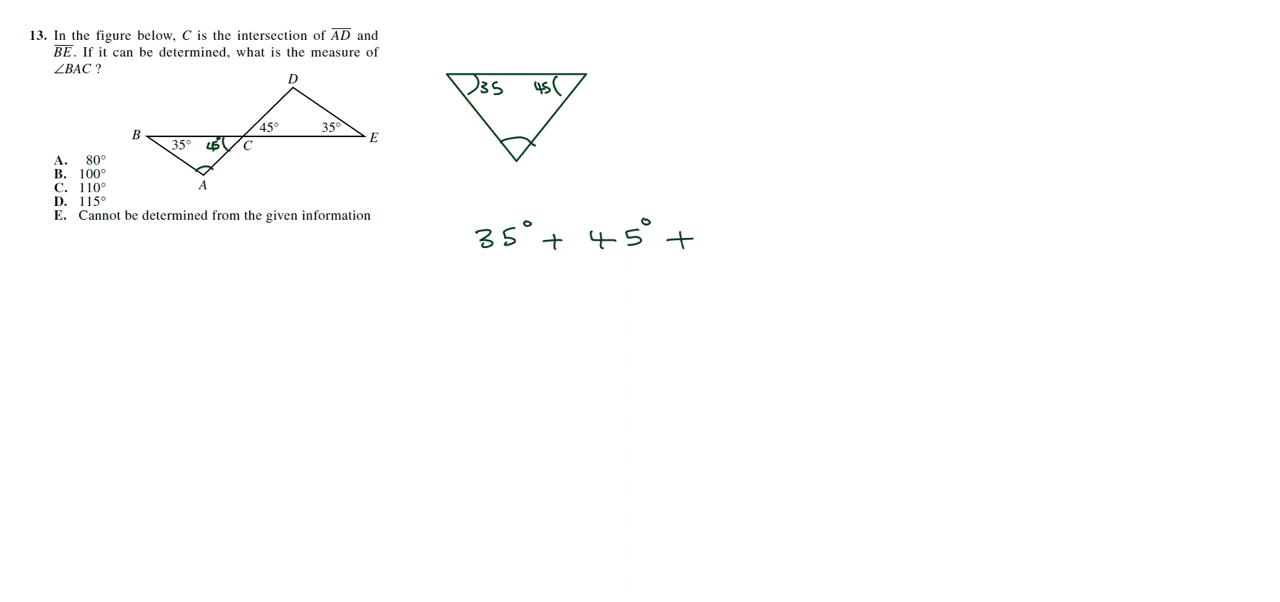 13. In the figure below, C is the intersection of AD and
BE. If it can be determined, what is the measure of
∠BAC ?
D
B
35°
45°
C
45°
35°
E
A
A. 80°
B. 100°
C. 110°
D. 115°
E. Cannot be determined from the given information
35
45
35° + 45° +